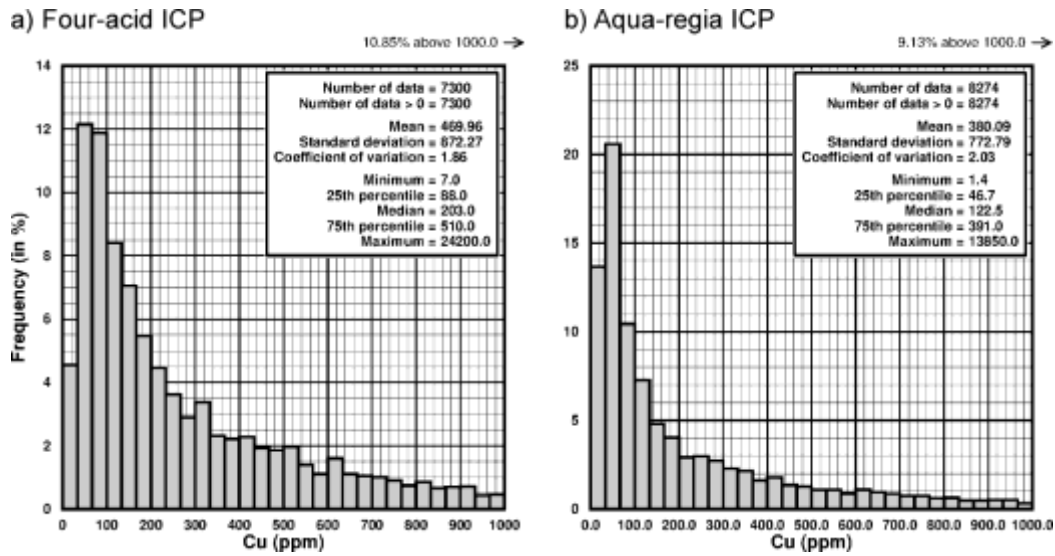 a) Four-acid ICP
10.85% above 1000.0 →
14
12
10
8
6
4
2
0
Frequency (in %)
Number of data = 7300
Number of data > 0 = 7300
Mean = 469.96
Standard deviation = 872.27
Coefficient of variation = 1.86
Minimum = 7.0
25th percentile = 88.0
Median = 203.0
75th percentile = 510.0
Maximum = 24200.0
0 100 200 300 400 500 600 700 800 900 1000
Cu (ppm)
b) Aqua-regia ICP
9.13% above 1000.0 →
25
20
15
10
5
0
Number of data = 8274
Number of data > 0 = 8274
Mean = 380.09
Standard deviation = 772.79
Coefficient of variation = 2.03
Minimum = 1.4
25th percentile = 46.7
Median = 122.5
75th percentile = 391.0
Maximum = 13850.0
0.0 100.0 200.0 300.0 400.0 500.0 600.0 700.0 800.0 900.0 1000.0
Cu (ppm)